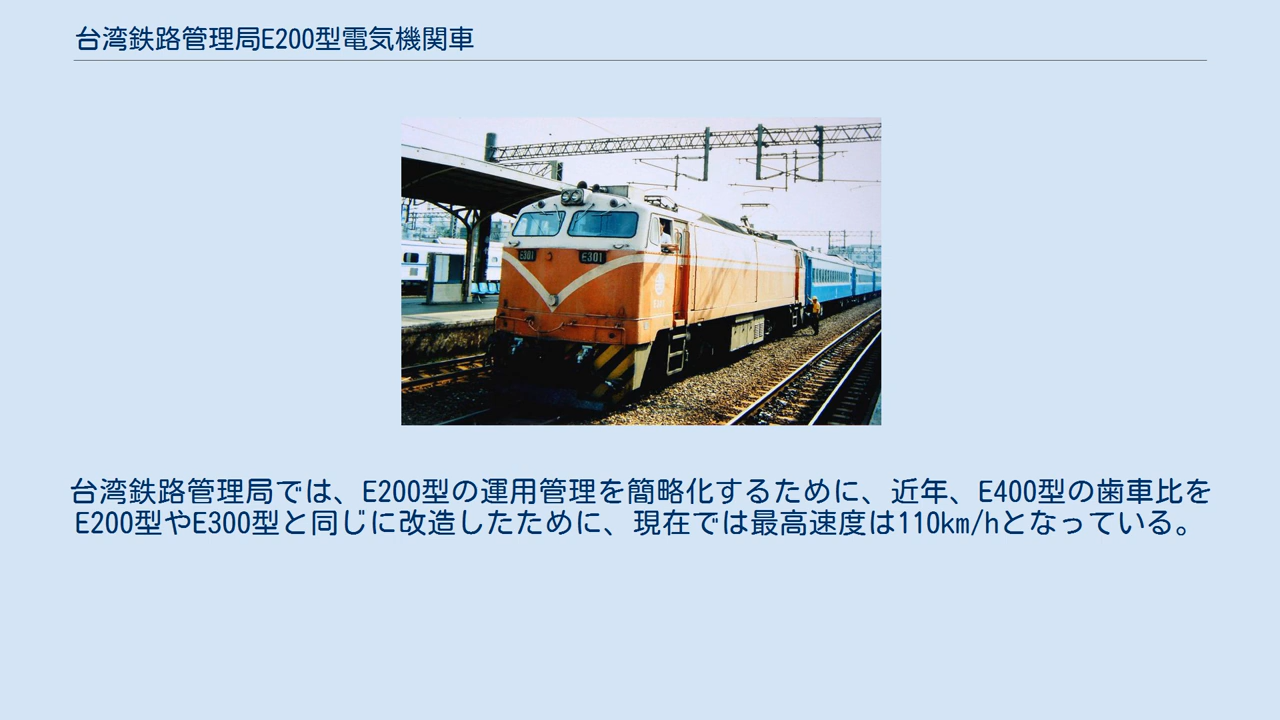 台湾鉄路管理局E200型電気機関車
E301
E301
台湾鉄路管理局では、E200型の運用管理を簡略化するために、近年、E400型の歯車比を
E200型やE300型と同じに改造したために、現在では最高速度は110km/hとなっている。